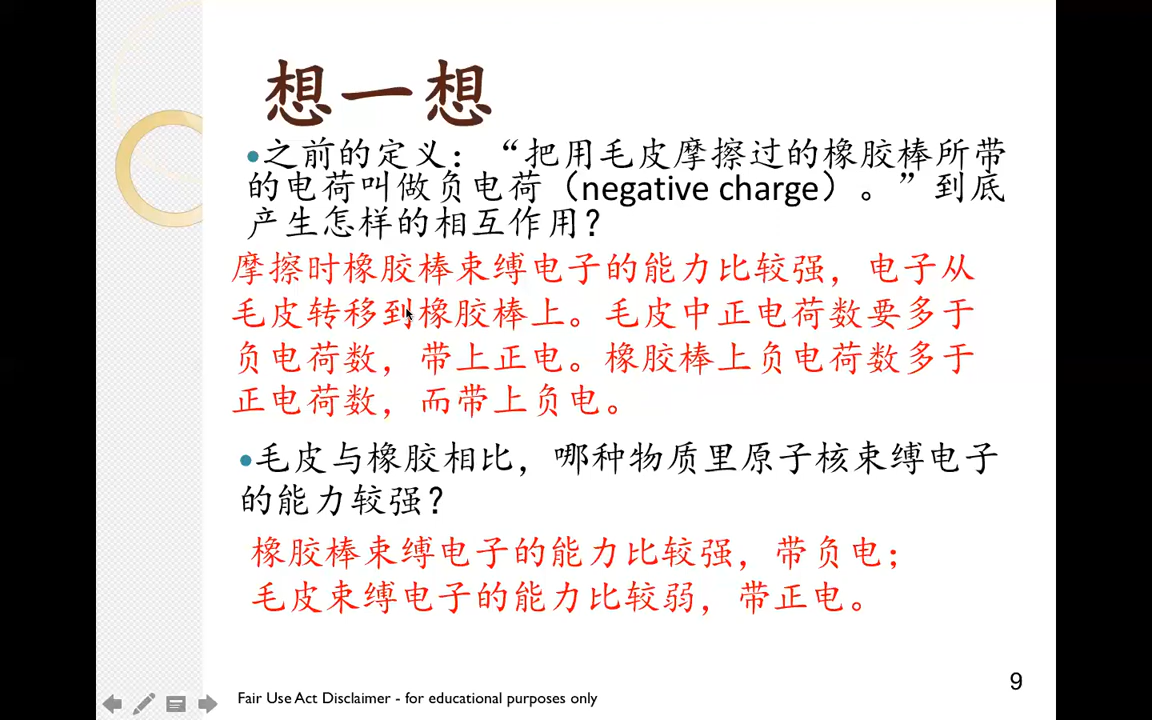 想一想
•之前的定义：“把用毛皮摩擦过的橡胶棒所带
的电荷叫做负电荷（negative charge）。”到底
产生怎样的相互作用？
摩擦时橡胶棒束缚电子的能力比较强，电子从
毛皮转移到橡胶棒上。毛皮中正电荷数要多于
负电荷数，带上正电。橡胶棒上负电荷数多于
正电荷数，而带上负电。
•毛皮与橡胶相比，哪种物质里原子核束缚电子
的能力较强？
橡胶棒束缚电子的能力比较强，带负电；
毛皮束缚电子的能力比较弱，带正电。
Fair Use Act Disclaimer - for educational purposes only
9